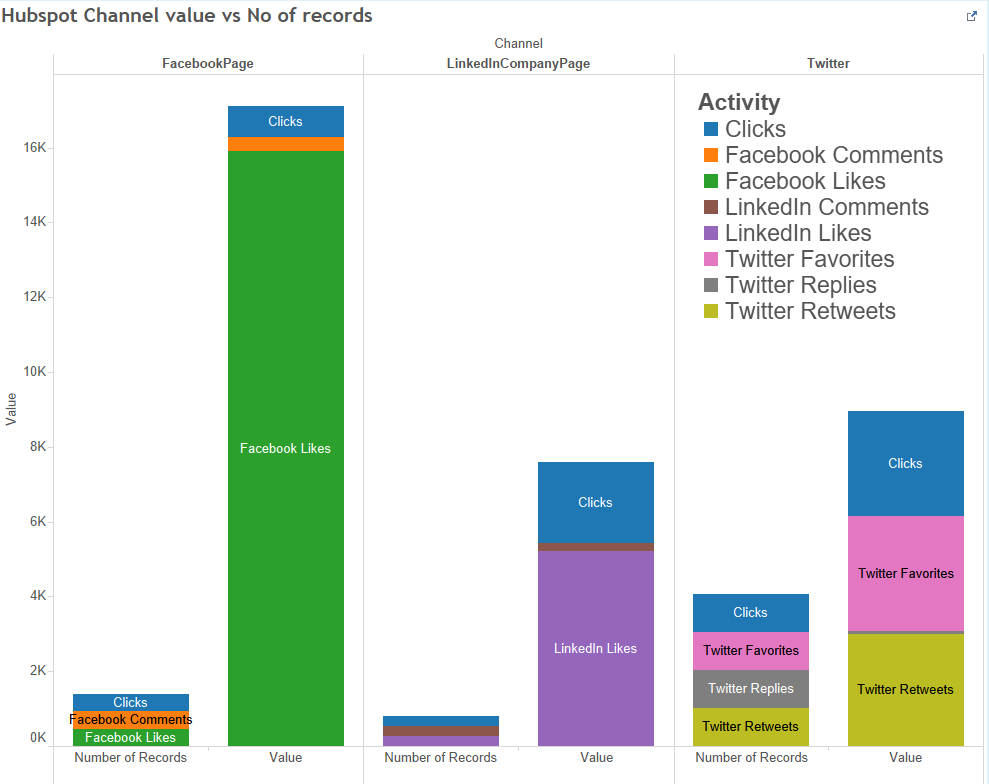 Hubspot Channel value vs No of records
Channel
FacebookPage
LinkedInCompanyPage
Twitter
Activity
Clicks
Facebook Comments
Facebook Likes
LinkedIn Comments
LinkedIn Likes
Twitter Favorites
Twitter Replies
Twitter Retweets
Value
16K
14K
12K
10K
8K
6K
4K
2K
0K
Clicks
Facebook Comments
Facebook Likes
Clicks
Facebook Likes
Clicks
LinkedIn Likes
Clicks
Twitter Favorites
Twitter Replies
Twitter Retweets
Clicks
Twitter Favorites
Twitter Retweets
Number of Records
Value
Number of Records
Value
Number of Records
Value